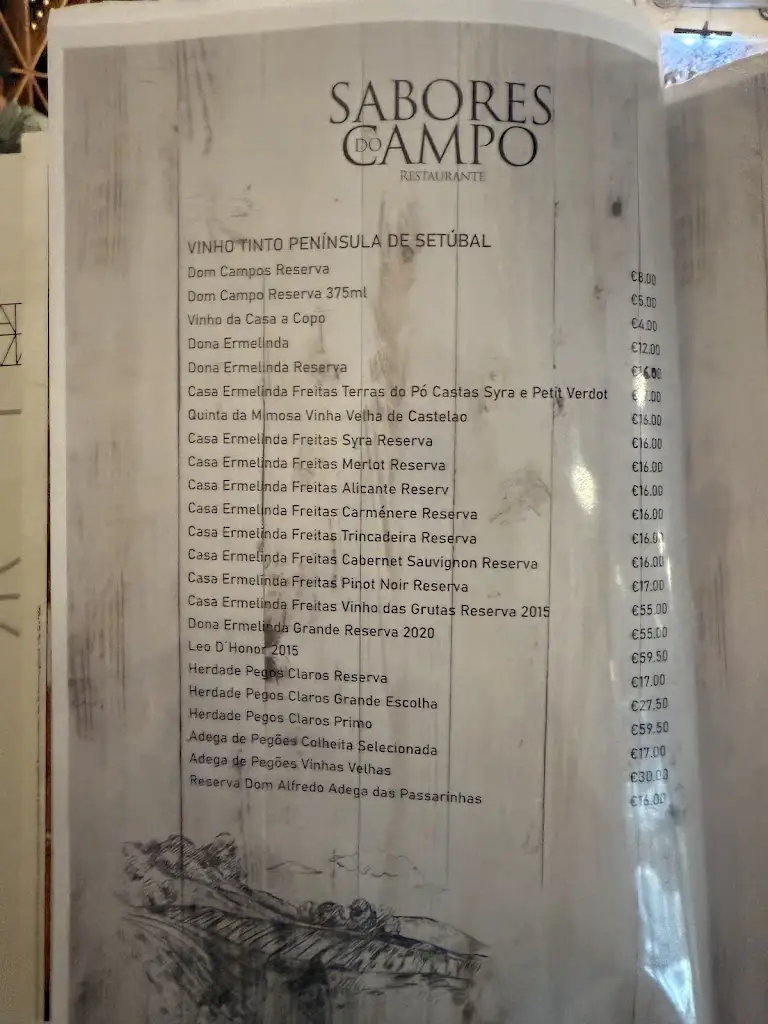 SABORES
DO CAMPO
RESTAURANTE
VINHO TINTO PENÍNSULA DE SETÚBAL
Dom Campos Reserva €8.00
Dom Campo Reserva 375ml €5.00
Vinho da Casa a Copo €4.00
Dona Ermelinda €12.00
Dona Ermelinda Reserva €16.00
Casa Ermelinda Freitas Terras do Pó Castas Syra e Petit Verdot
Quinta da Mimosa Vinha Velha de Castelao €16.00
Casa Ermelinda Freitas Syra Reserva €16.00
Casa Ermelinda Freitas Merlot Reserva €16.00
Casa Ermelinda Freitas Alicante Reserv €16.00
Casa Ermelinda Freitas Carménere Reserva €16.00
Casa Ermelinda Freitas Trincadeira Reserva €16.00
Casa Ermelinda Freitas Cabernet Sauvignon Reserva €16.00
Casa Ermelinda Freitas Pinot Noir Reserva €17.00
Casa Ermelinda Freitas Vinho das Grutas Reserva 2015 €55.00
Dona Ermelinda Grande Reserva 2020 €55.00
Leo D´Honor 2015 €59.50
Herdade Pegos Claros Reserva €17.00
Herdade Pegos Claros Grande Escolha €27.50
Herdade Pegos Claros Primo €59.50
Adega de Pegões Colheita Selecionada €17.00
Adega de Pegões Vinhas Velhas €30.00
Reserva Dom Alfredo Adega das Passarinhas €16.00